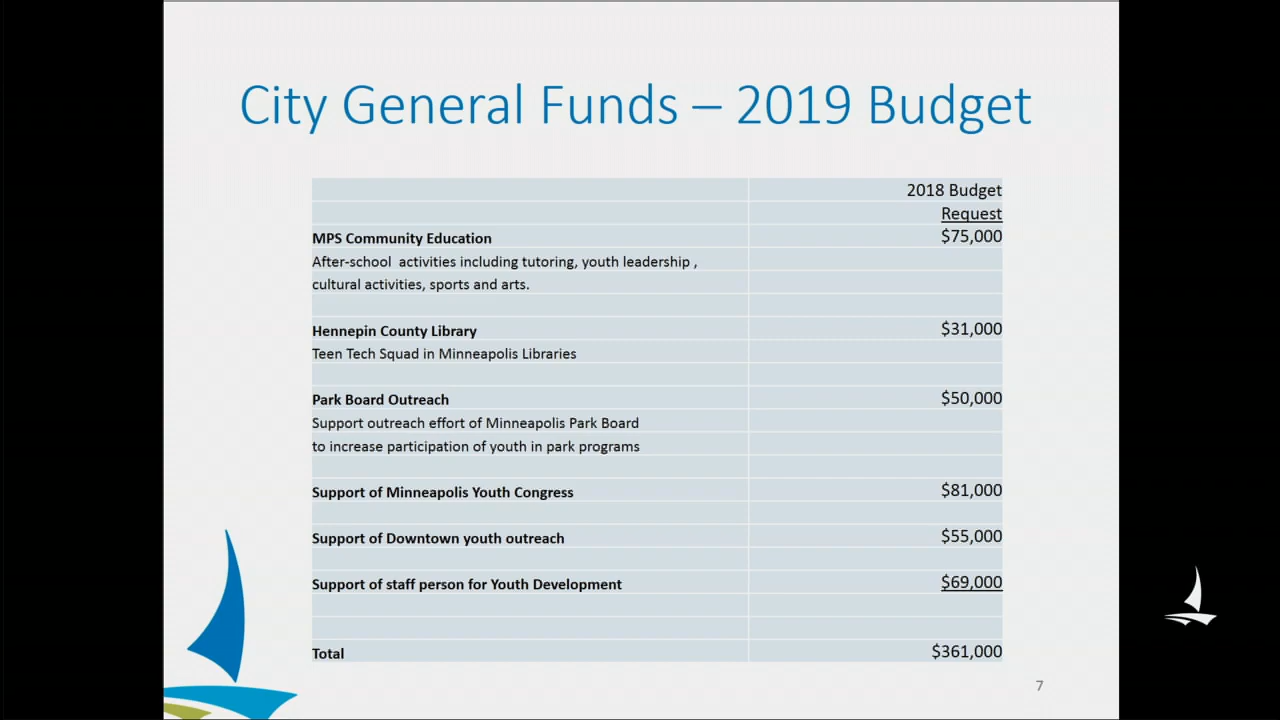 City General Funds – 2019 Budget
2018 Budget
Request
MPS Community Education $75,000
After-school activities including tutoring, youth leadership ,
cultural activities, sports and arts.
Hennepin County Library $31,000
Teen Tech Squad in Minneapolis Libraries
Park Board Outreach $50,000
Support outreach effort of Minneapolis Park Board
to increase participation of youth in park programs
Support of Minneapolis Youth Congress $81,000
Support of Downtown youth outreach $55,000
Support of staff person for Youth Development $69,000
Total $361,000
7